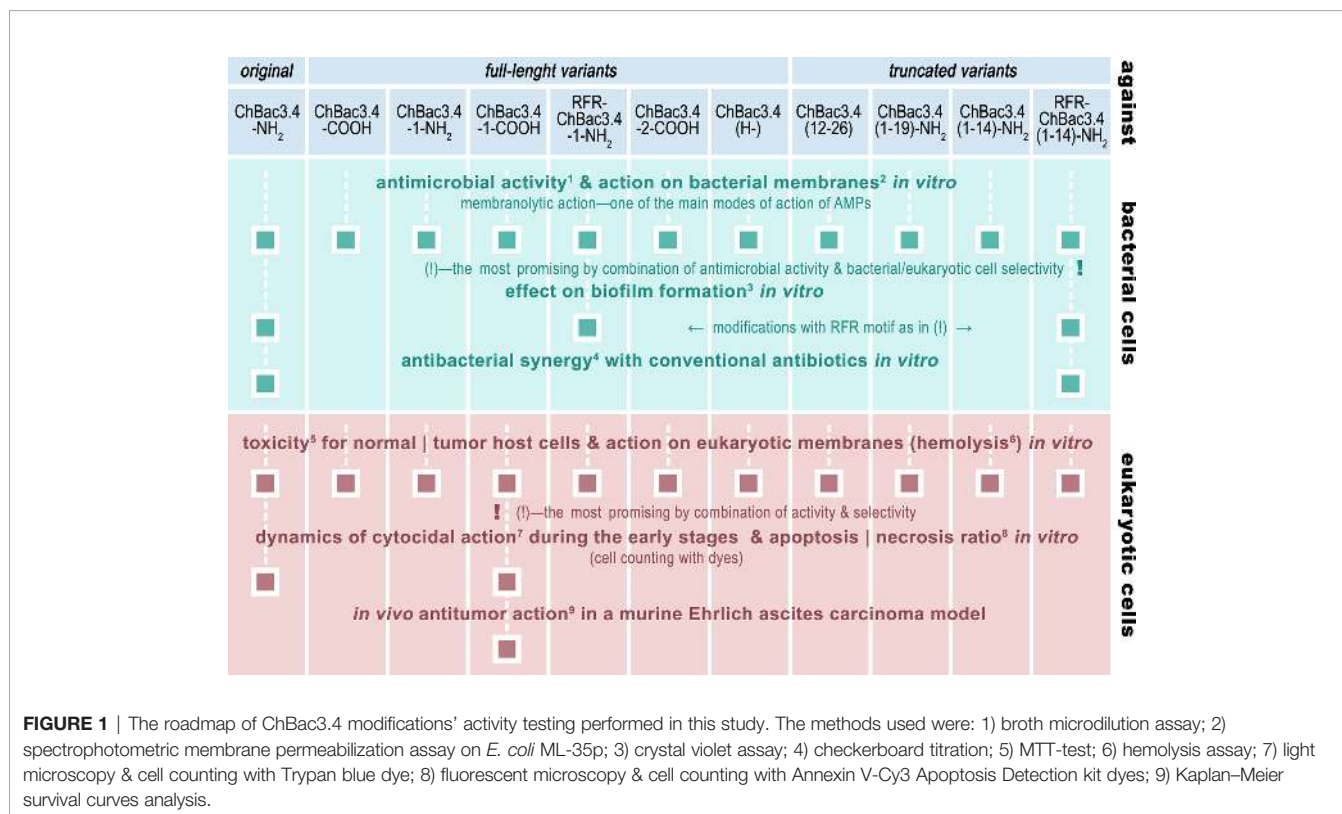 original full-lenght variants truncated variants
against
ChBac3.4 -NH₂
ChBac3.4 -COOH
ChBac3.4 -1-NH₂
ChBac3.4 -1-COOH
RFR- ChBac3.4 -1-NH₂
ChBac3.4 -2-COOH
ChBac3.4 (H-)
ChBac3.4 (12-26)
ChBac3.4 (1-19)-NH₂
ChBac3.4 (1-14)-NH₂
RFR- ChBac3.4 (1-14)-NH₂
bacterial cells
antimicrobial activity¹ & action on bacterial membranes² in vitro
membranolytic action—one of the main modes of action of AMPs
(!)—the most promising by combination of antimicrobial activity & bacterial/eukaryotic cell selectivity !
effect on biofilm formation³ in vitro
← modifications with RFR motif as in (!) →
antibacterial synergy⁴ with conventional antibiotics in vitro
eukaryotic cells
toxicity⁵ for normal | tumor host cells & action on eukaryotic membranes (hemolysis⁶) in vitro
! (!)—the most promising by combination of activity & selectivity
dynamics of cytocidal action⁷ during the early stages & apoptosis | necrosis ratio⁸ in vitro
(cell counting with dyes)
in vivo antitumor action⁹ in a murine Ehrlich ascites carcinoma model
FIGURE 1 | The roadmap of ChBac3.4 modifications' activity testing performed in this study. The methods used were: 1) broth microdilution assay; 2)
spectrophotometric membrane permeabilization assay on E. coli ML-35p; 3) crystal violet assay; 4) checkerboard titration; 5) MTT-test; 6) hemolysis assay; 7) light
microscopy & cell counting with Trypan blue dye; 8) fluorescent microscopy & cell counting with Annexin V-Cy3 Apoptosis Detection kit dyes; 9) Kaplan–Meier
survival curves analysis.